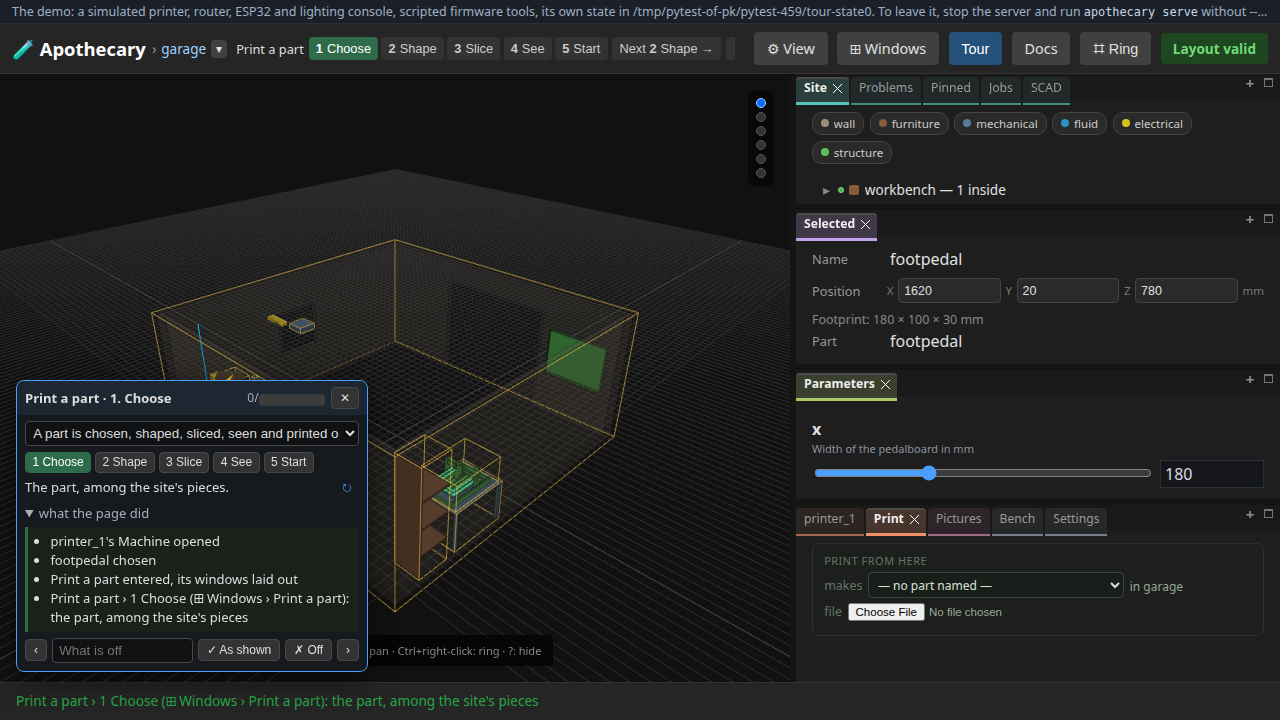 The demo: a simulated printer, router, ESP32 and lighting console, scripted firmware tools, its own state in /tmp/pytest-of-pk/pytest-459/tour-state0. To leave it, stop the server and run apothecary serve without --...
Apothecary › garage ▾ Print a part 1 Choose 2 Shape 3 Slice 4 See 5 Start Next 2 Shape → ⚙ View ⊞ Windows Tour Docs ⌗ Ring Layout valid
Site Problems Pinned Jobs SCAD
wall furniture mechanical fluid electrical
structure
▸ workbench — 1 inside
Selected
Name footpedal
Position X 1620 Y 20 Z 780 mm
Footprint: 180 × 100 × 30 mm
Part footpedal
Parameters
x
Width of the pedalboard in mm
180
printer_1 Print Pictures Bench Settings
PRINT FROM HERE
makes — no part named — in garage
file Choose File No file chosen
Print a part · 1. Choose 0/ ✕
A part is chosen, shaped, sliced, seen and printed o
1 Choose 2 Shape 3 Slice 4 See 5 Start
The part, among the site's pieces. ↻
▼ what the page did
• printer_1's Machine opened
• footpedal chosen
• Print a part entered, its windows laid out
• Print a part › 1 Choose (⊞ Windows › Print a part):
the part, among the site's pieces
‹ What is off ✓ As shown ✗ Off ›
pan · Ctrl+right-click: ring · ?: hide
Print a part › 1 Choose (⊞ Windows › Print a part): the part, among the site's pieces